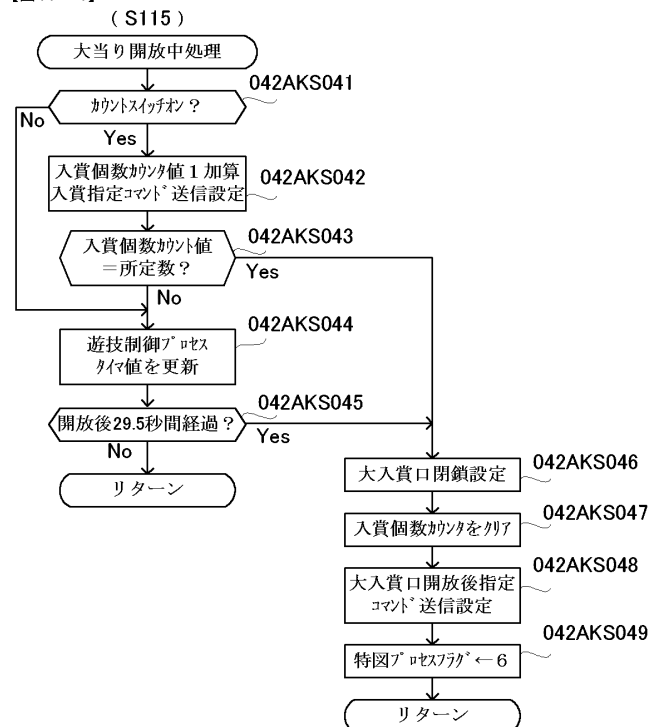 (S115)
大当り開放中処理
042AKS041
ｶｳﾝﾄｽｲｯﾁｵﾝ？
No
Yes
入賞個数ｶｳﾝﾀ値１加算
入賞指定ｺﾏﾝﾄﾞ送信設定
042AKS042
入賞個数ｶｳﾝﾄ値
＝所定数？
042AKS043
Yes
No
遊技制御ﾌﾟﾛｾｽ
ﾀｲﾏ値を更新
042AKS044
開放後29.5秒間経過？
042AKS045
Yes
No
リターン
大入賞口閉鎖設定
042AKS046
入賞個数ｶｳﾝﾀをｸﾘｱ
042AKS047
大入賞口開放後指定
ｺﾏﾝﾄﾞ送信設定
042AKS048
特図ﾌﾟﾛｾｽﾌﾗｸﾞ←６
042AKS049
リターン